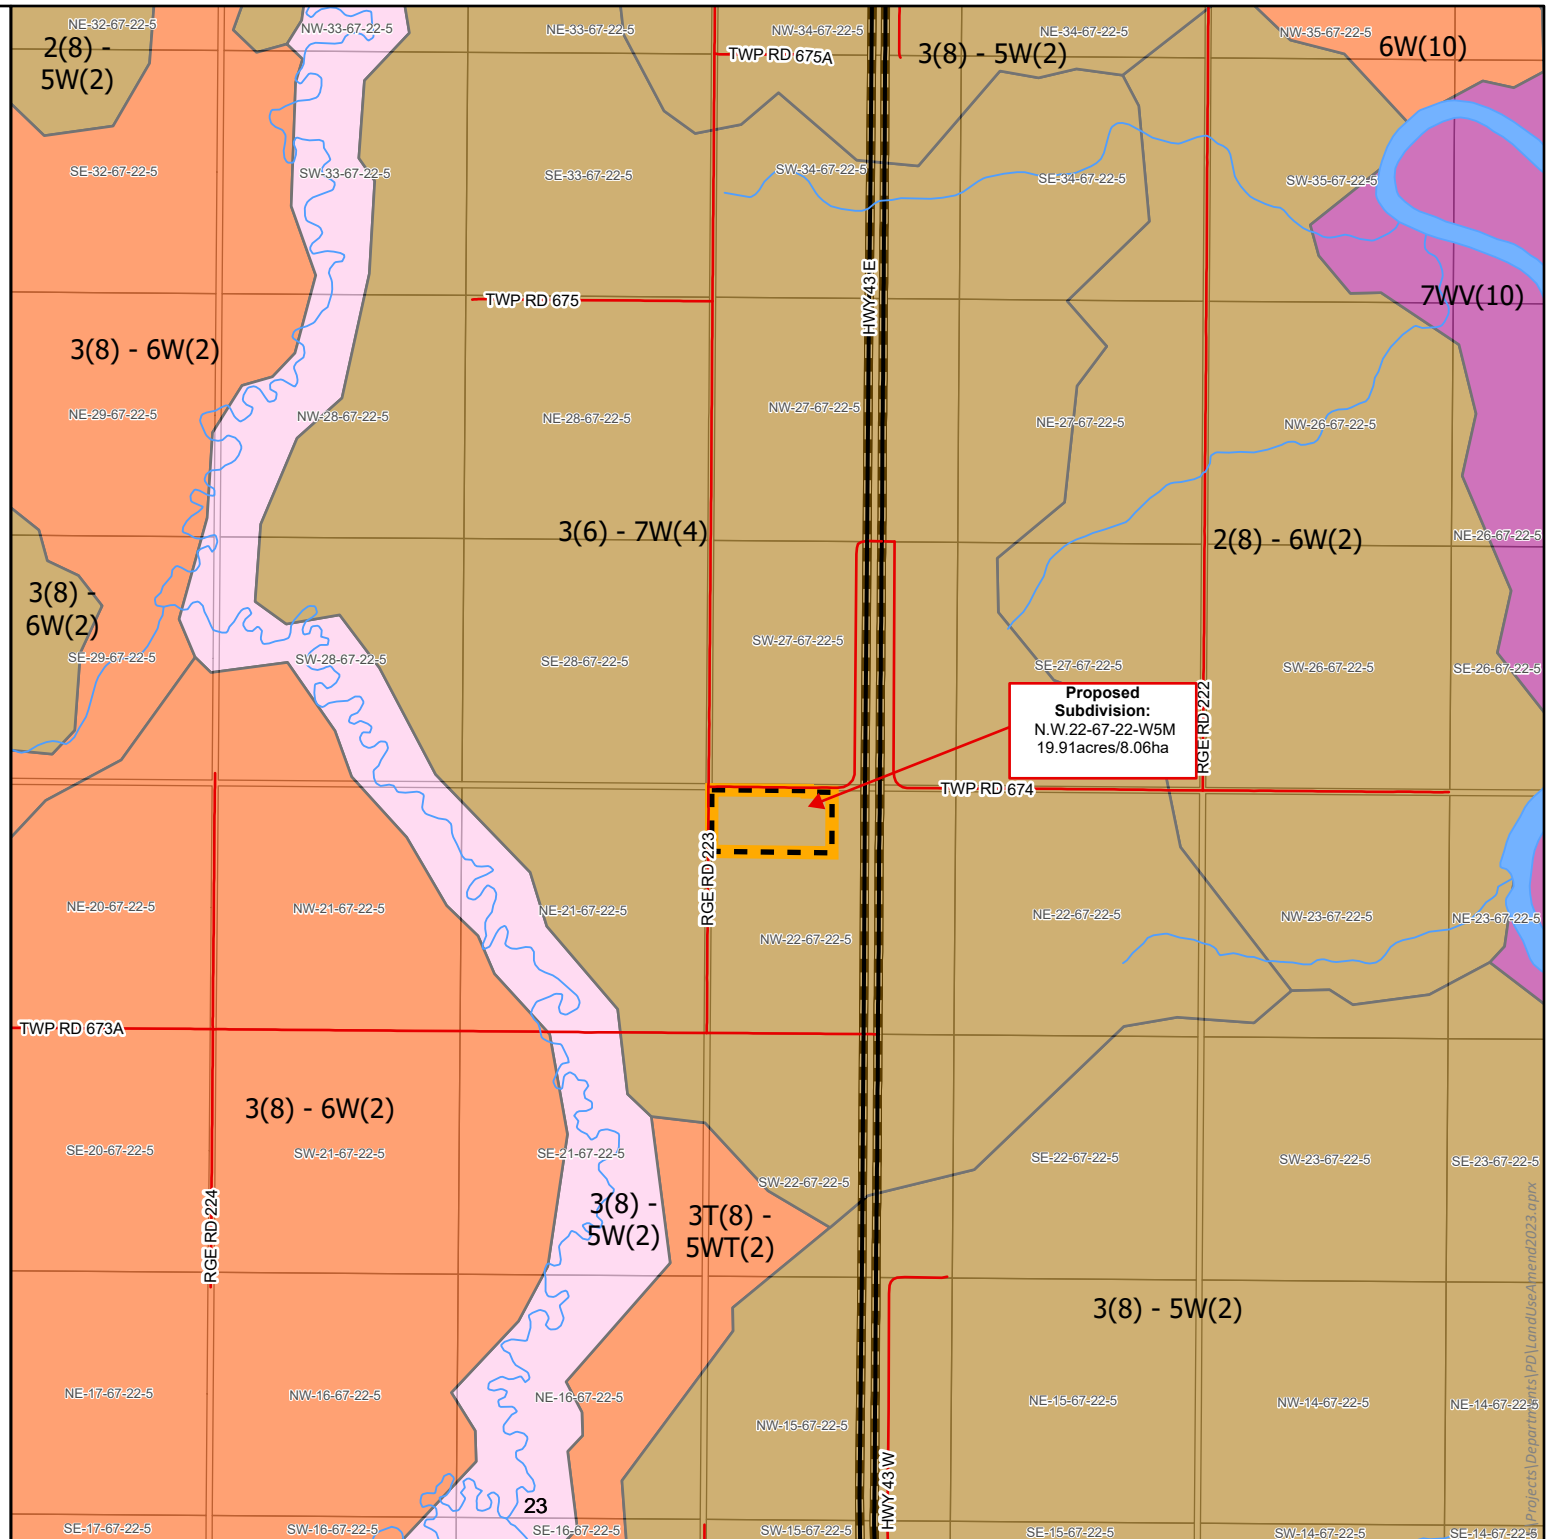 NE-32-67-22-5
NW-33-67-22-5
NE-33-67-22-5
NW-34-67-22-5
NE-34-67-22-5
NW-35-67-22-5
2(8) -
5W(2)
TWP RD 675A
3(8) - 5W(2)
6W(10)
SE-32-67-22-5
SW-33-67-22-5
SE-33-67-22-5
SW-34-67-22-5
SE-34-67-22-5
SW-35-67-22-5
HWY 43 E
TWP RD 675
7WV(10)
3(8) - 6W(2)
NE-29-67-22-5
NW-28-67-22-5
NE-28-67-22-5
NW-27-67-22-5
NE-27-67-22-5
NW-26-67-22-5
3(6) - 7W(4)
2(8) - 6W(2)
NE-26-67-22-5
3(8) -
6W(2)
SE-29-67-22-5
SW-28-67-22-5
SE-28-67-22-5
SW-27-67-22-5
SE-27-67-22-5
SW-26-67-22-5
SE-26-67-22-5
Proposed
Subdivision:
N.W.22-67-22-W5M
19.91acres/8.06ha
RGE RD 222
TWP RD 674
RGE RD 223
NE-20-67-22-5
NW-21-67-22-5
NE-21-67-22-5
NW-22-67-22-5
NE-22-67-22-5
NW-23-67-22-5
NE-23-67-22-5
TWP RD 673A
3(8) - 6W(2)
SE-20-67-22-5
SW-21-67-22-5
SE-21-67-22-5
SW-22-67-22-5
SE-22-67-22-5
SW-23-67-22-5
SE-23-67-22-5
RGE RD 224
3(8) -
5W(2)
3T(8) -
5WT(2)
3(8) - 5W(2)
NE-17-67-22-5
NW-16-67-22-5
NE-16-67-22-5
NW-15-67-22-5
NE-15-67-22-5
NW-14-67-22-5
NE-14-67-22-5
HWY 43 W
23
SE-17-67-22-5
SW-16-67-22-5
SE-16-67-22-5
SW-15-67-22-5
SE-15-67-22-5
SW-14-67-22-5
SE-14-67-22-5
\Projects\Departments\PD\LandUseAmend2023.aprx